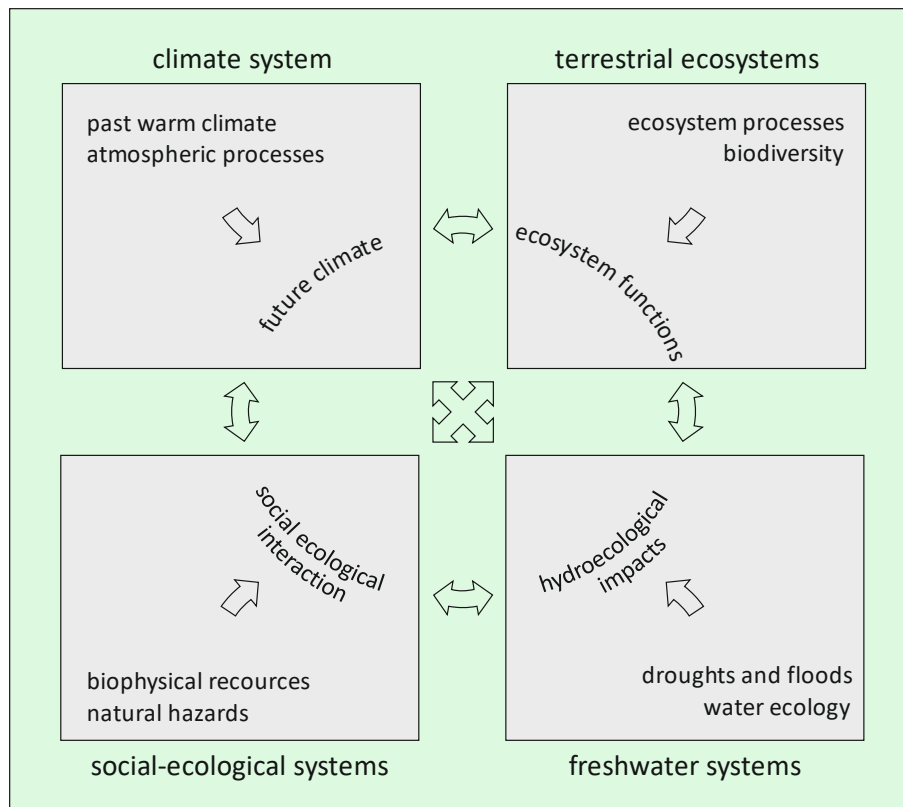 climate system
past warm climate
atmospheric processes
future climate
terrestrial ecosystems
ecosystem processes
biodiversity
ecosystem functions
social ecological
interaction
biophysical recources
natural hazards
social-ecological systems
hydroecological
impacts
droughts and floods
water ecology
freshwater systems